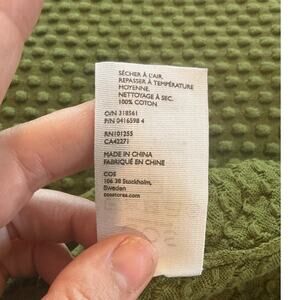 SÉCHER À L'AIR,
REPASSER À TEMPÉRATURE
MOYENNE.
NETTOYAGE À SEC.
100% COTON.
O/N 318561
P/N 0416598 4
RN101255
CA42271
MADE IN CHINA
FABRIQUÉ EN CHINE
COS
106 38 Stockholm,
Sweden
cosstores.com